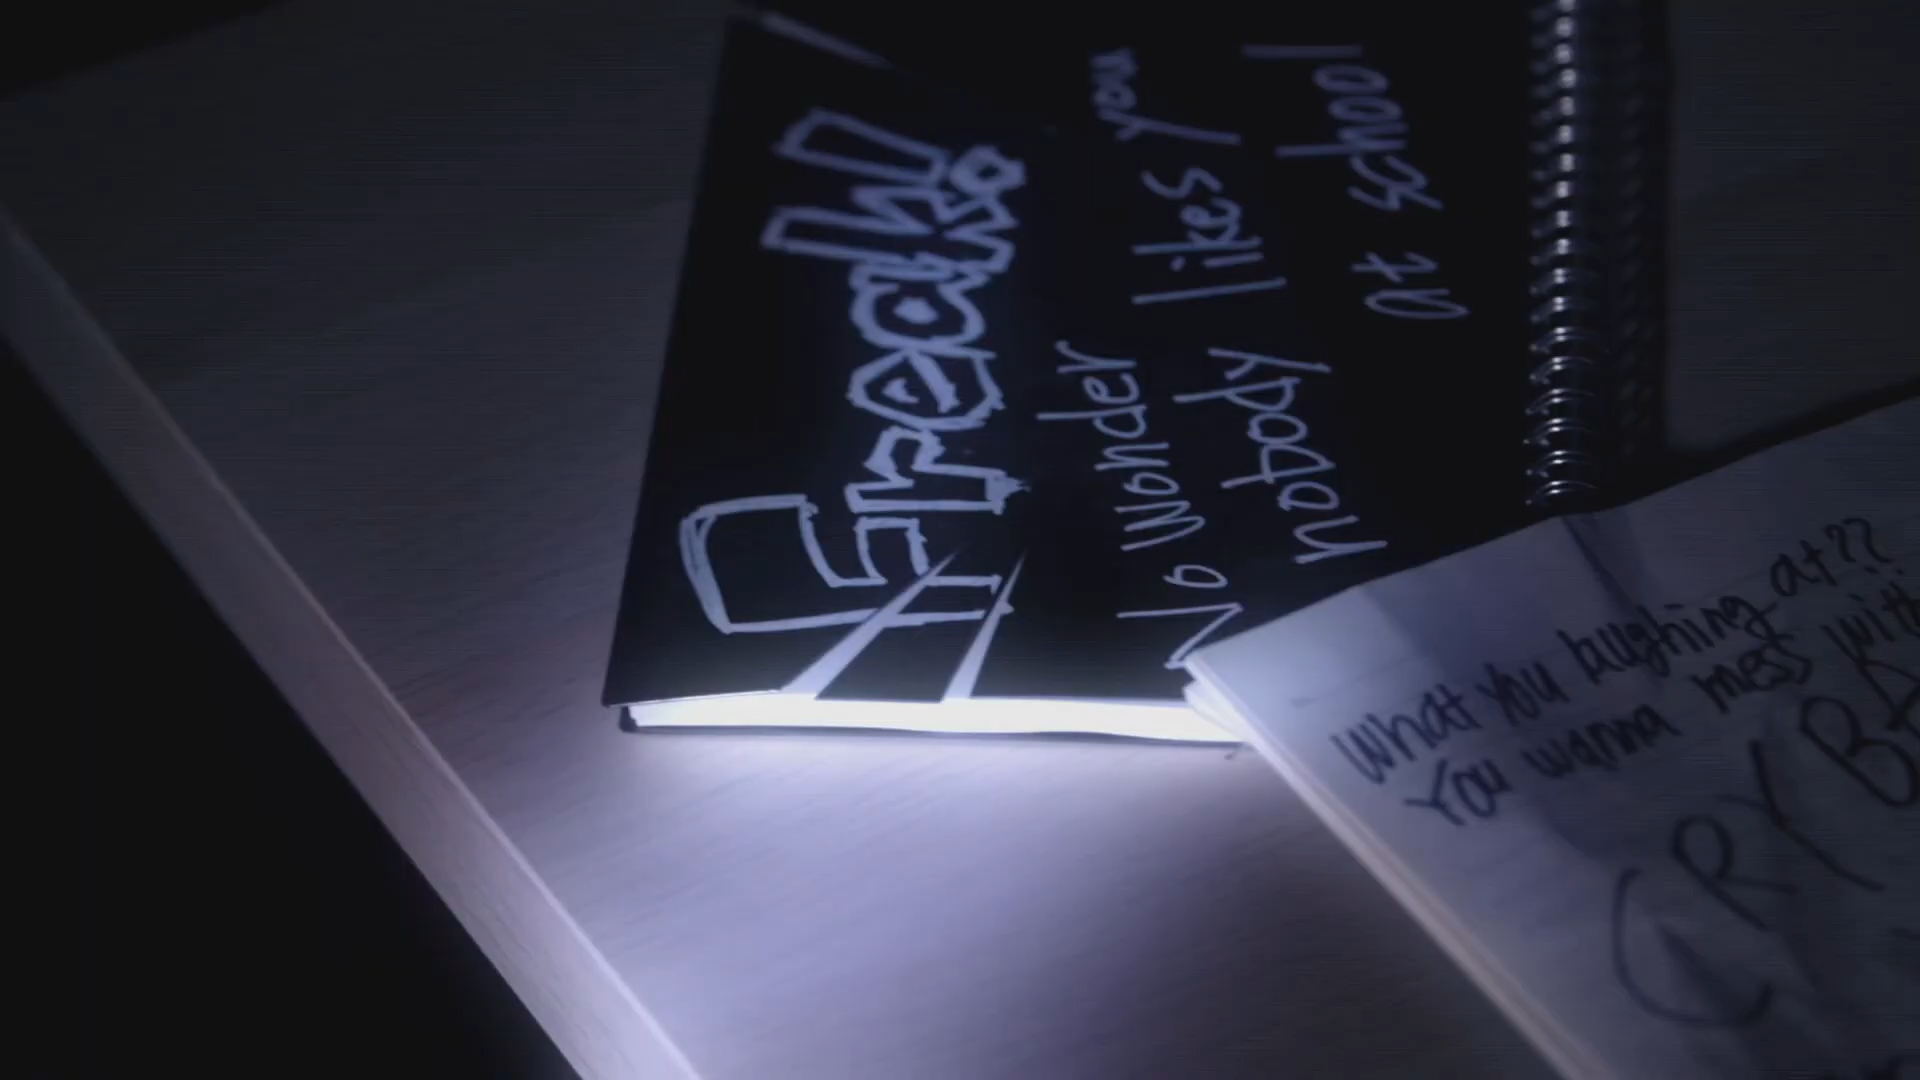 Freak!
No Wonder
nobody likes you
At school
What you laughing at??
You wanna mess with
CRY